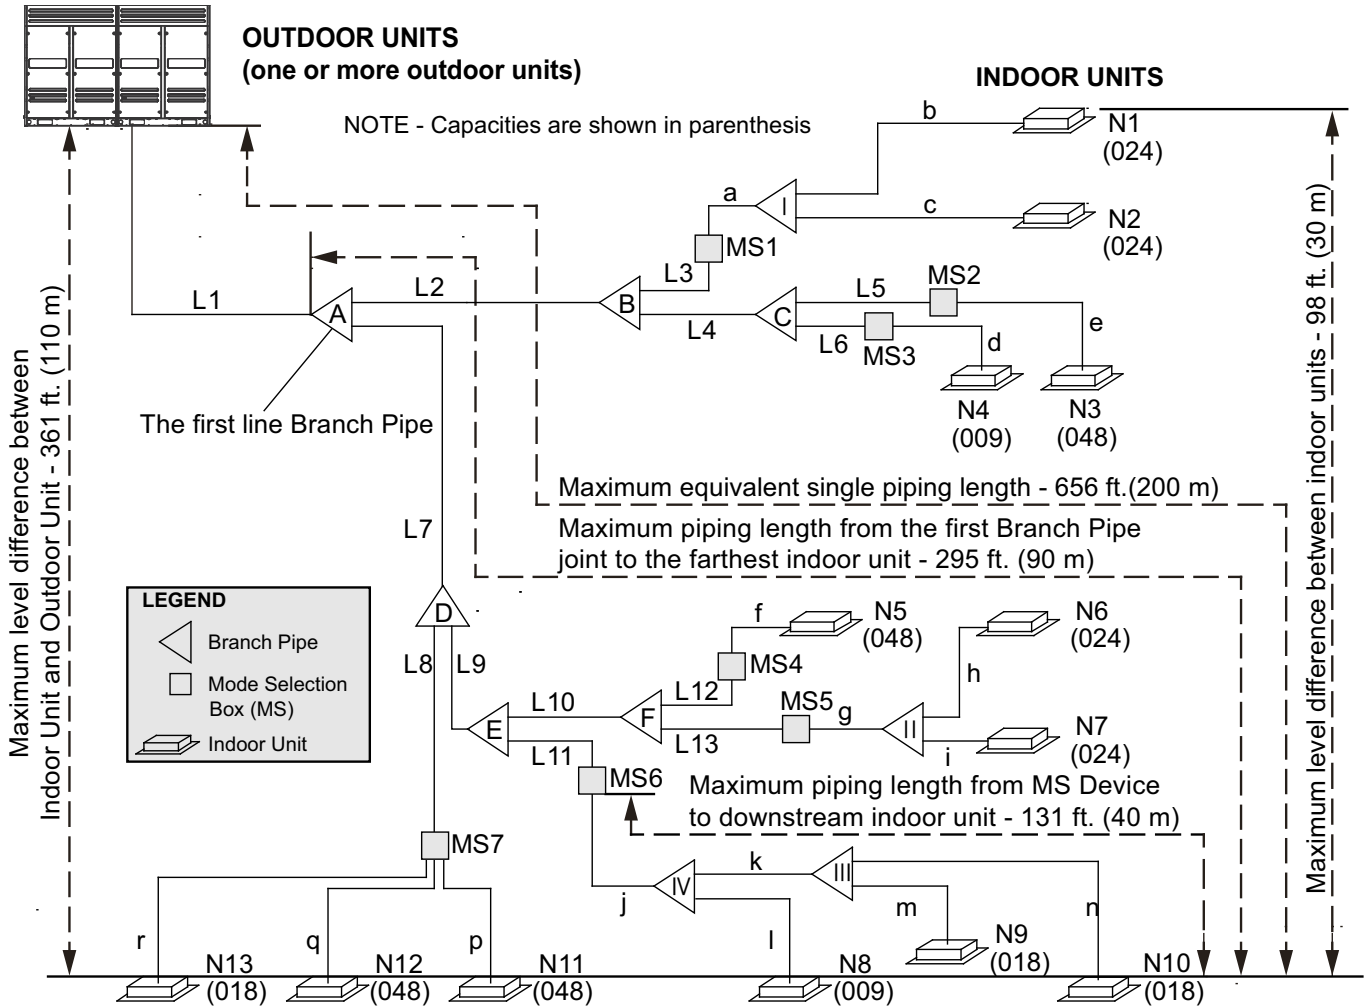 OUTDOOR UNITS
(one or more outdoor units)
INDOOR UNITS
NOTE - Capacities are shown in parenthesis
b
N1
(024)
a
I
c
N2
(024)
MS1
L3
MS2
L1
L2
A
B
L4
C
L5
L6
MS3
d
e
N4
(009)
N3
(048)
The first line Branch Pipe
Maximum level difference between
Indoor Unit and Outdoor Unit - 361 ft. (110 m)
Maximum level difference between indoor units - 98 ft. (30 m)
Maximum equivalent single piping length - 656 ft.(200 m)
Maximum piping length from the first Branch Pipe
joint to the farthest indoor unit - 295 ft. (90 m)
L7
LEGEND
Branch Pipe
Mode Selection
Box (MS)
Indoor Unit
D
L8
L9
f
N5
(048)
N6
(024)
MS4
h
L12
MS5
L10
F
g
II
E
L13
i
N7
(024)
L11
MS6
Maximum piping length from MS Device
to downstream indoor unit - 131 ft. (40 m)
MS7
k
III
IV
j
m
n
r
q
p
l
N9
(018)
N13
(018)
N12
(048)
N11
(048)
N8
(009)
N10
(018)